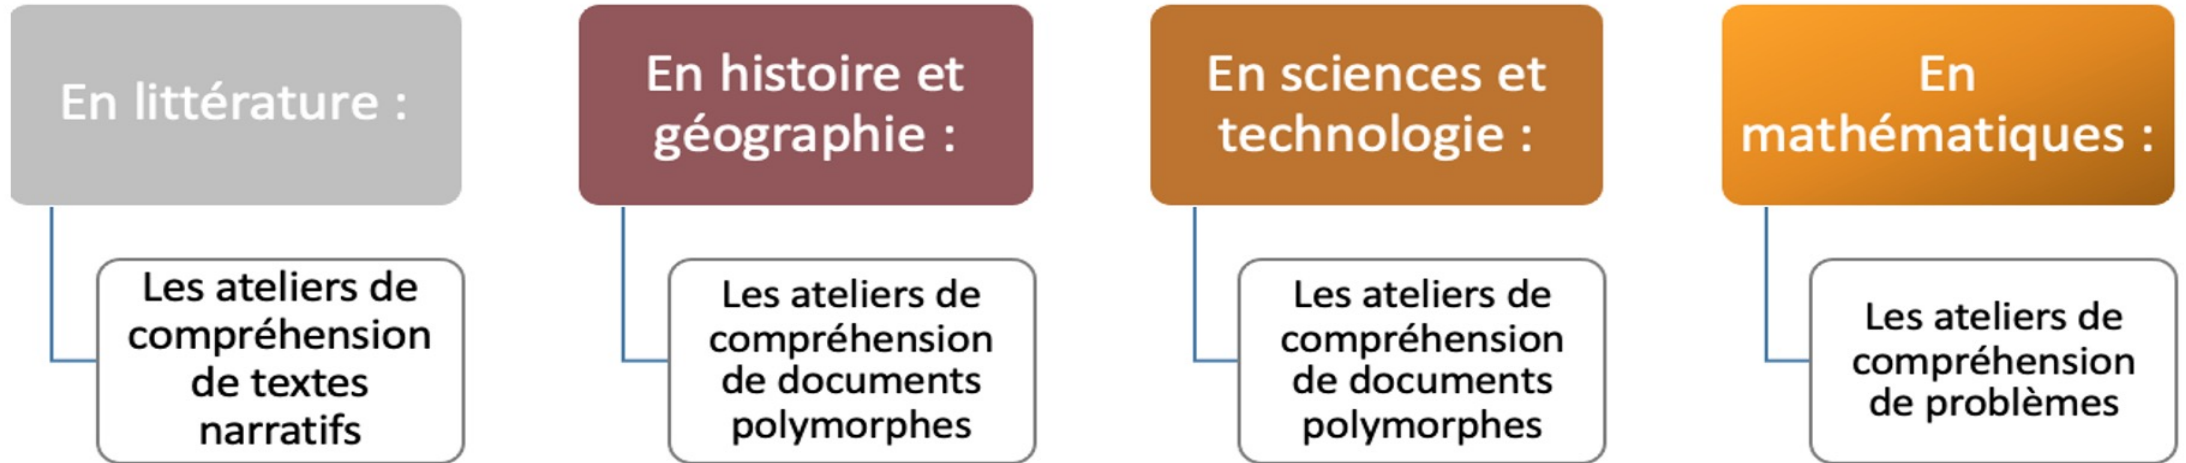 En littérature :
Les ateliers de
compréhension
de textes
narratifs
En histoire et
géographie :
Les ateliers de
compréhension
de documents
polymorphes
En sciences et
technologie :
Les ateliers de
compréhension
de documents
polymorphes
En
mathématiques :
Les ateliers de
compréhension
de problèmes